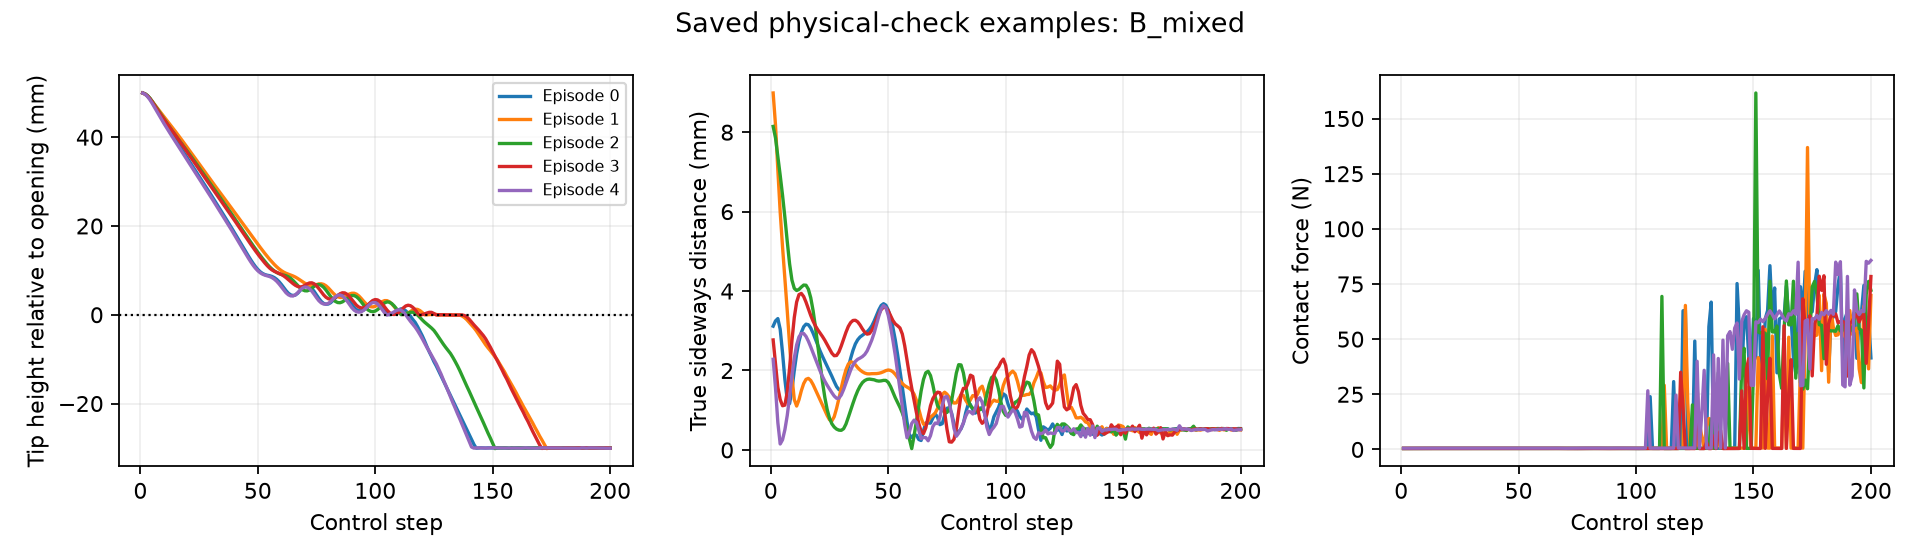 Saved physical-check examples: B_mixed
Tip height relative to opening (mm)
40
20
0
−20
0 50 100 150 200
Control step
Episode 0
Episode 1
Episode 2
Episode 3
Episode 4
True sideways distance (mm)
8
6
4
2
0
0 50 100 150 200
Control step
Contact force (N)
150
125
100
75
50
25
0
0 50 100 150 200
Control step